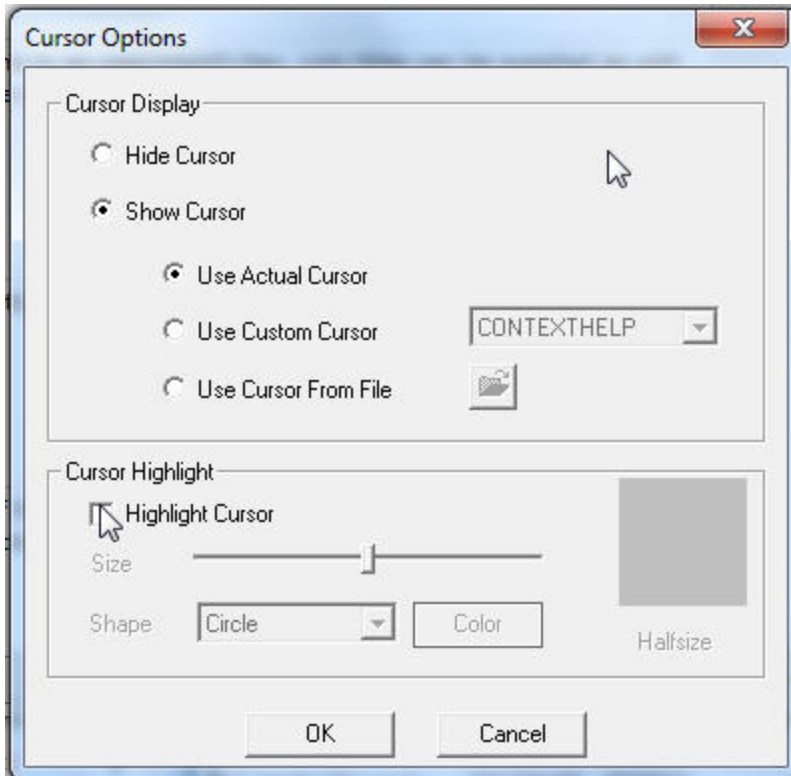 Cursor Options
Cursor Display
Hide Cursor
Show Cursor
Use Actual Cursor
Use Custom Cursor CONTEXTHELP
Use Cursor From File
Cursor Highlight
Highlight Cursor
Size
Shape Circle Color
Halfsize
OK Cancel